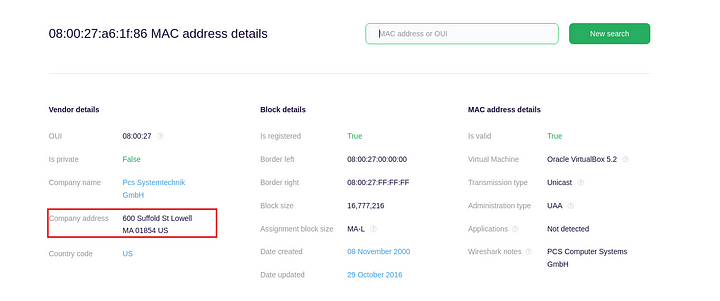 08:00:27:a6:1f:86 MAC address details
MAC address or OUI
New search
Vendor details
OUI 08:00:27
Is private False
Company name Pcs Systemtechnik
GmbH
Company address 600 Suffold St Lowell
MA 01854 US
Country code US
Block details
Is registered True
Border left 08:00:27:00:00:00
Border right 08:00:27:FF:FF:FF
Block size 16,777,216
Assignment block size MA-L
Date created 08 November 2000
Date updated 29 October 2016
MAC address details
Is valid True
Virtual Machine Oracle VirtualBox 5.2
Transmission type Unicast
Administration type UAA
Applications Not detected
Wireshark notes PCS Computer Systems
GmbH